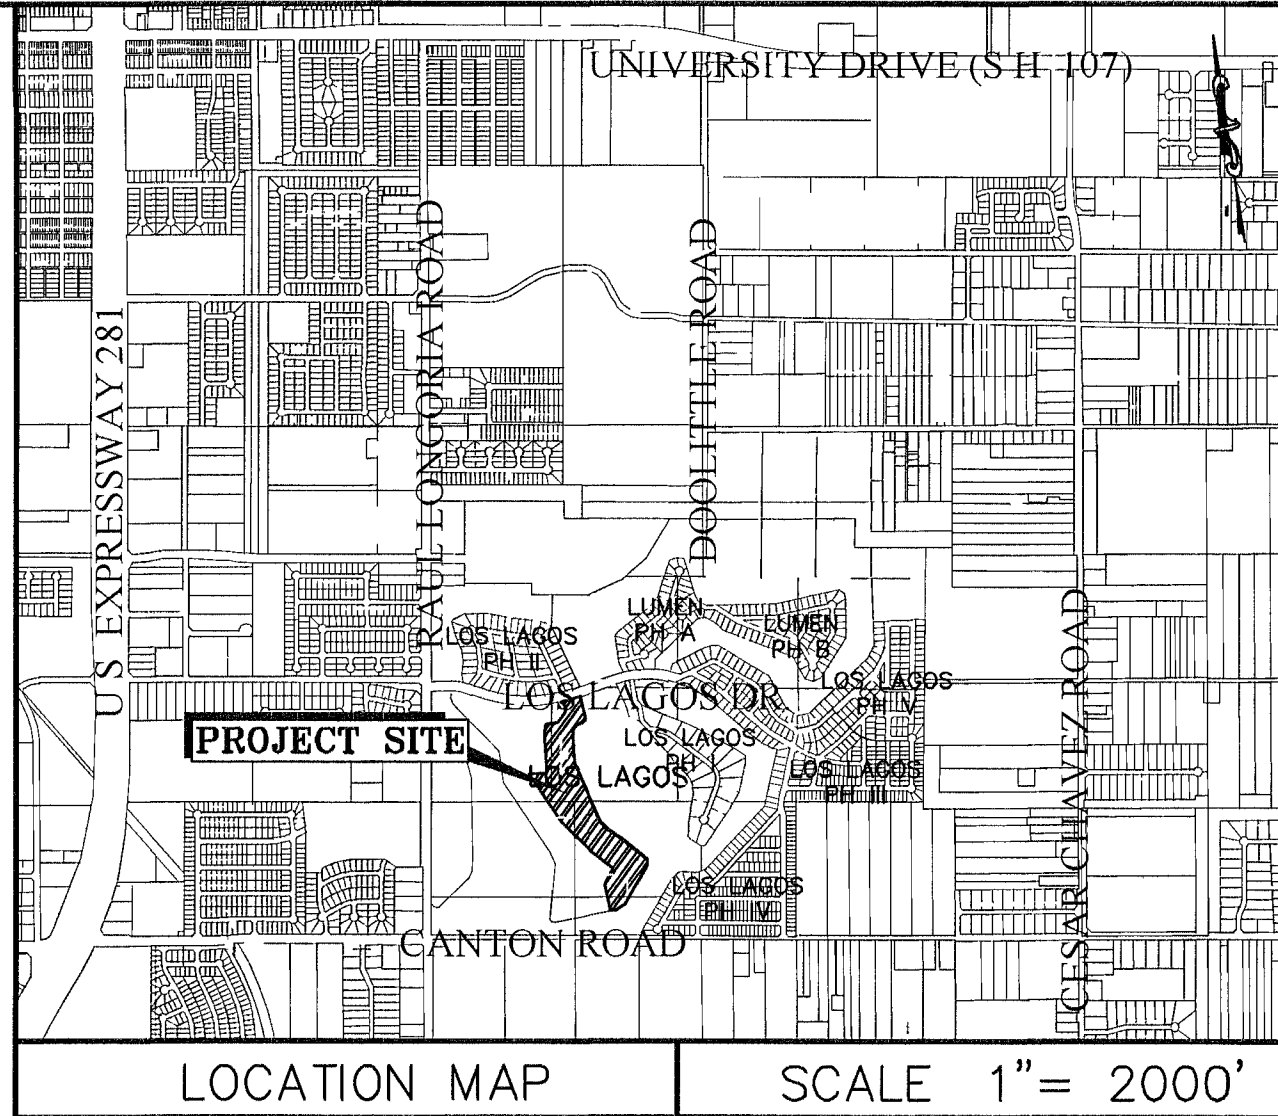 UNIVERSITY DRIVE (S H 107)
U S EXPRESSWAY 281
RAUL LONGORIA ROAD
DOOLITTLE ROAD
CESAR CHAVEZ ROAD
LUMEN
PH A
LUMEN
PH B
LOS LAGOS
PH II
LOS LAGOS DR
LOS LAGOS
PH V
PROJECT SITE
LOS LAGOS
PH I
LOS LAGOS
LOS LAGOS
PH III
LOS LAGOS
PH IV
CANTON ROAD
LOCATION MAP
SCALE 1"= 2000'